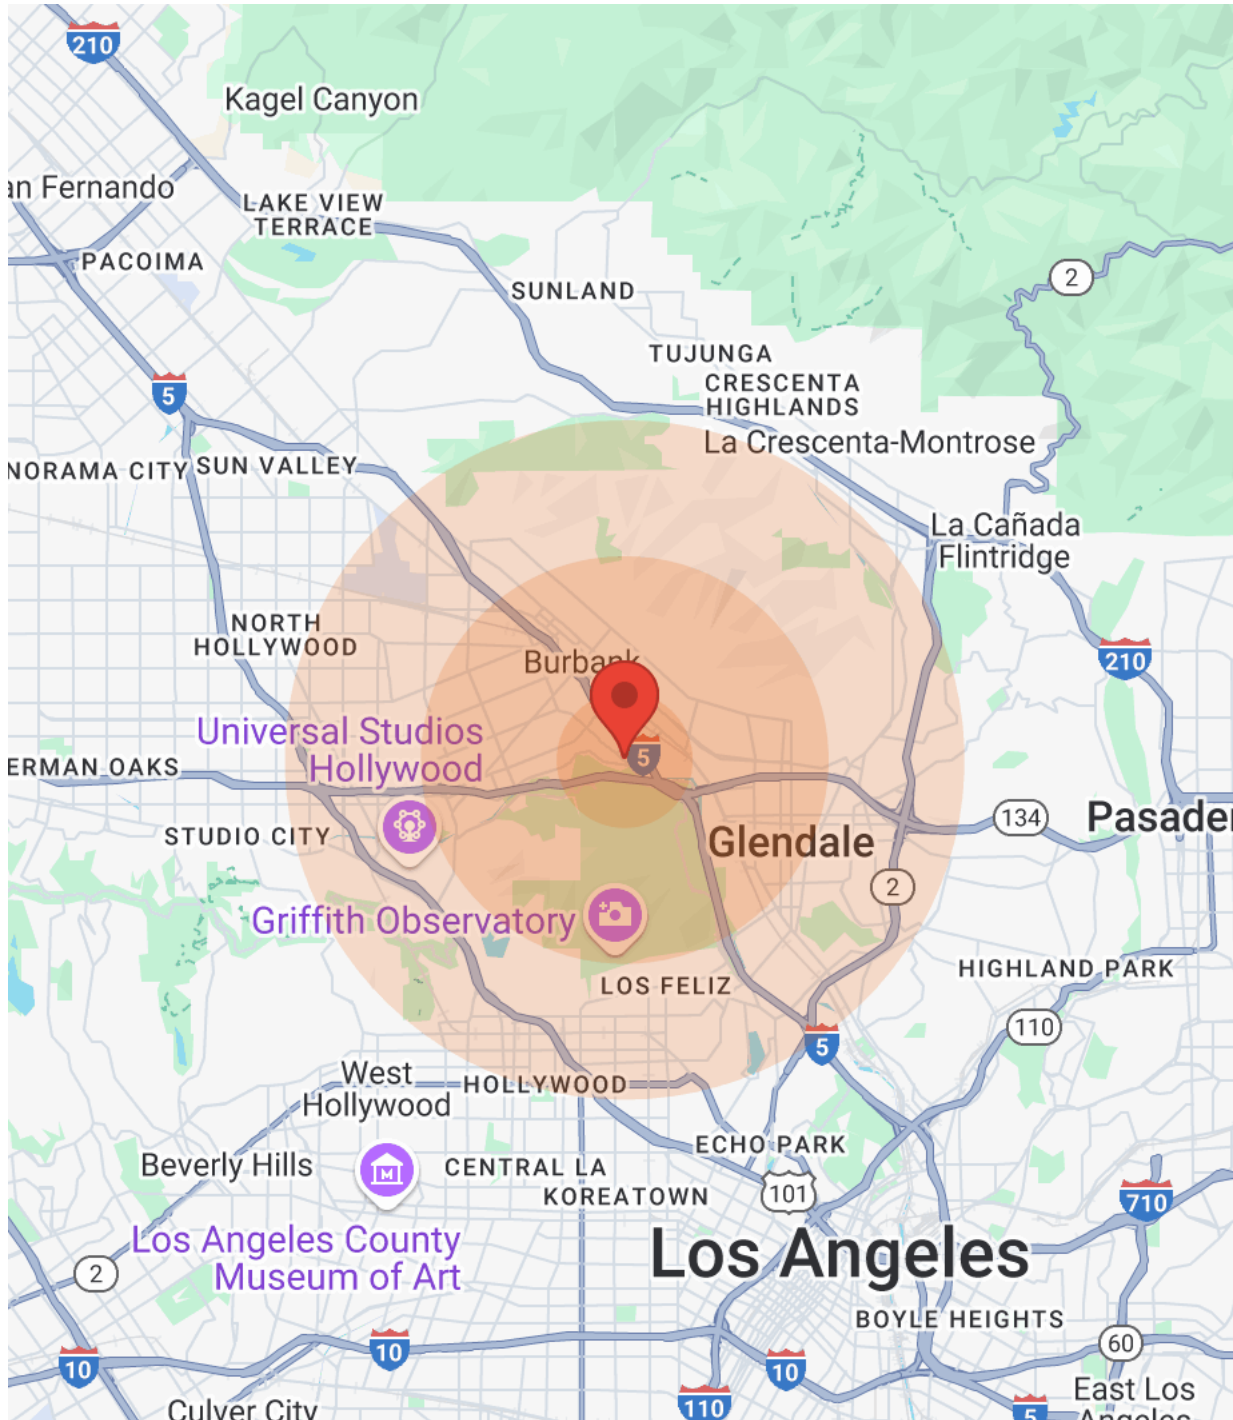 210
Kagel Canyon
an Fernando
LAKE VIEW
TERRACE
PACOIMA
2
SUNLAND
TUJUNGA
CRESCENTA
HIGHLANDS
5
La Crescenta-Montrose
NORAMA CITY
SUN VALLEY
La Cañada
Flintridge
NORTH
HOLLYWOOD
Burbank
210
Universal Studios
Hollywood
5
ERMAN OAKS
STUDIO CITY
Glendale
134
Pasader
2
Griffith Observatory
LOS FELIZ
HIGHLAND PARK
110
5
West
Hollywood
HOLLYWOOD
ECHO PARK
Beverly Hills
M
CENTRAL LA
KOREATOWN
101
710
Los Angeles County
Museum of Art
Los Angeles
2
BOYLE HEIGHTS
10
10
10
60
110
5
East Los
Angeles
Culver City